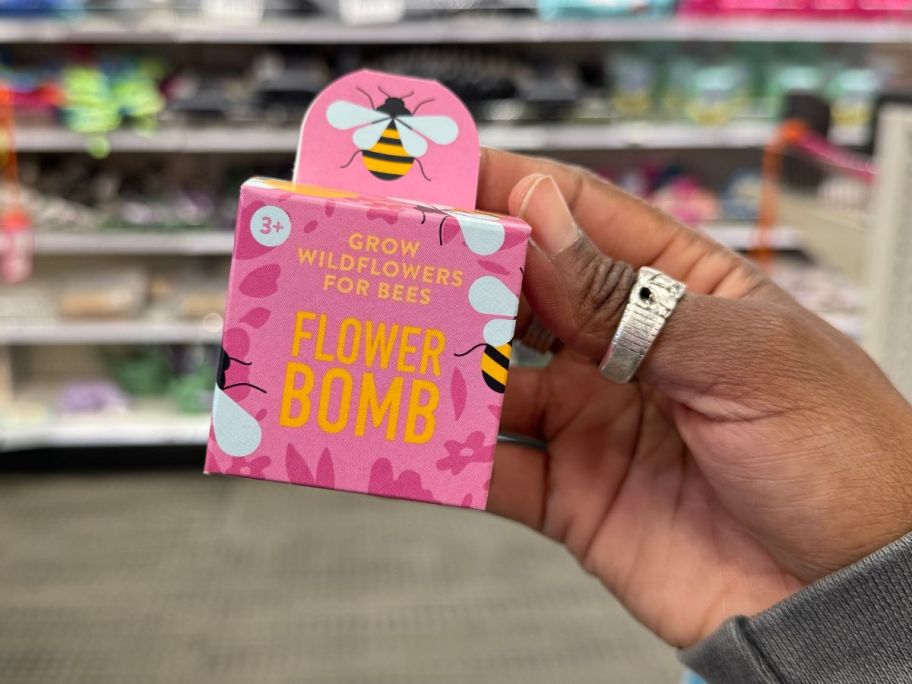 3+
GROW
WILDFLOWERS
FOR BEES
FLOWER
BOMB